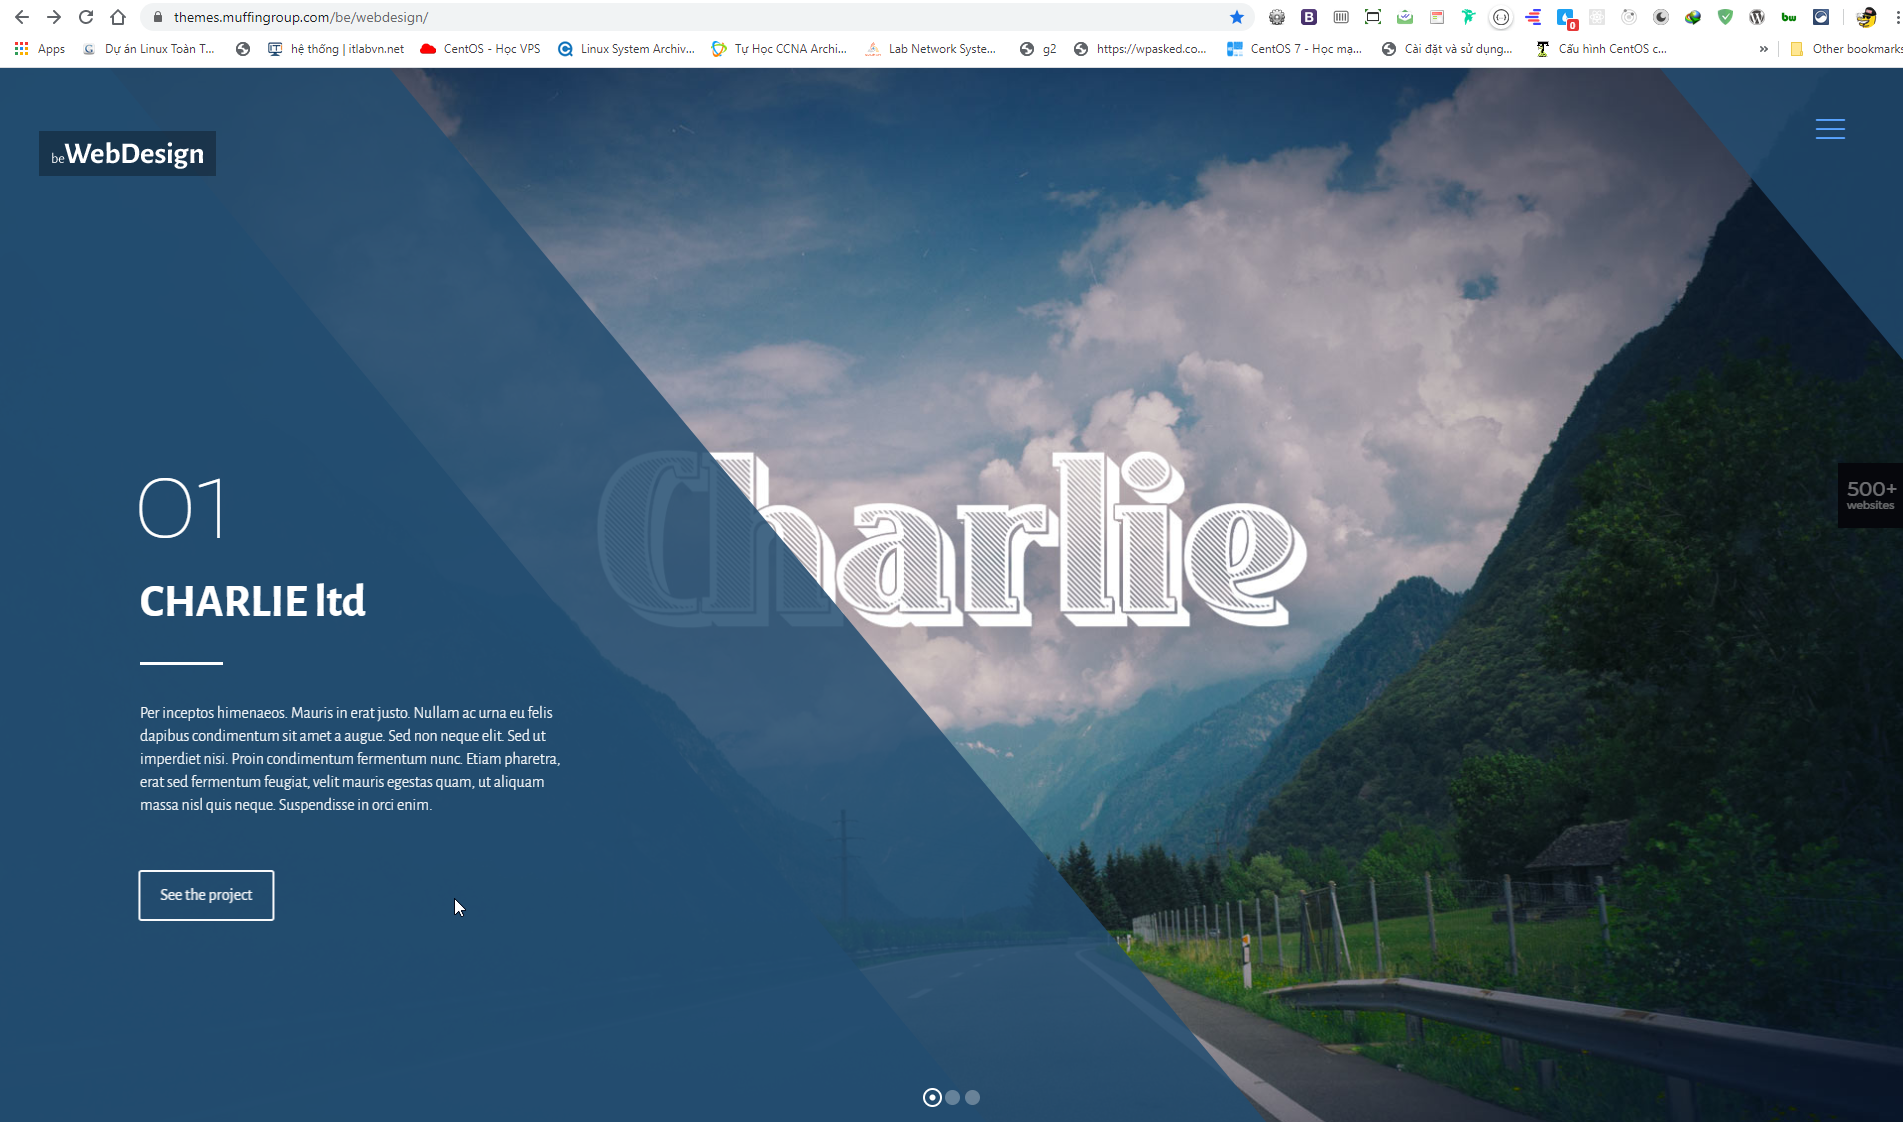 themes.muffingroup.com/be/webdesign/
Apps
Dự án Linux Toàn T...
hệ thống | itlabvn.net
CentOS - Học VPS
Linux System Archiv...
Tự Học CCNA Archi...
Lab Network Syste...
g2
https://wpasked.co...
CentOS 7 - Học mạ...
Cài đặt và sử dụng...
Cấu hình CentOS c...
»
Other bookmarks
beWebDesign
Charlie
500+
websites
01
CHARLIE ltd
Per inceptos himenaeos. Mauris in erat justo. Nullam ac urna eu felis
dapibus condimentum sit amet a augue. Sed non neque elit. Sed ut
imperdiet nisi. Proin condimentum fermentum nunc. Etiam pharetra,
erat sed fermentum feugiat, velit mauris egestas quam, ut aliquam
massa nisl quis neque. Suspendisse in orci enim.
See the project